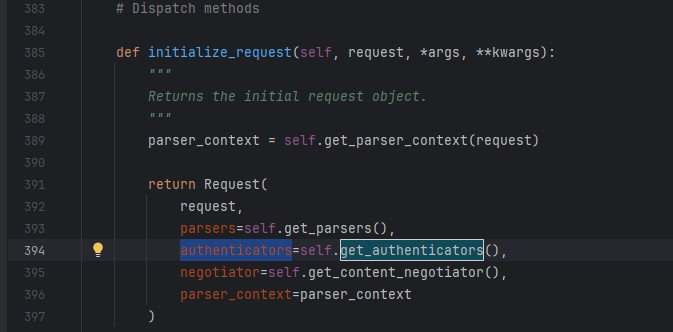 383 # Dispatch methods
384
385 def initialize_request(self, request, *args, **kwargs):
386 """
387 Returns the initial request object.
388 """
389 parser_context = self.get_parser_context(request)
390
391 return Request(
392 request,
393 parsers=self.get_parsers(),
394 authenticators=self.get_authenticators(),
395 negotiator=self.get_content_negotiator(),
396 parser_context=parser_context
397 )